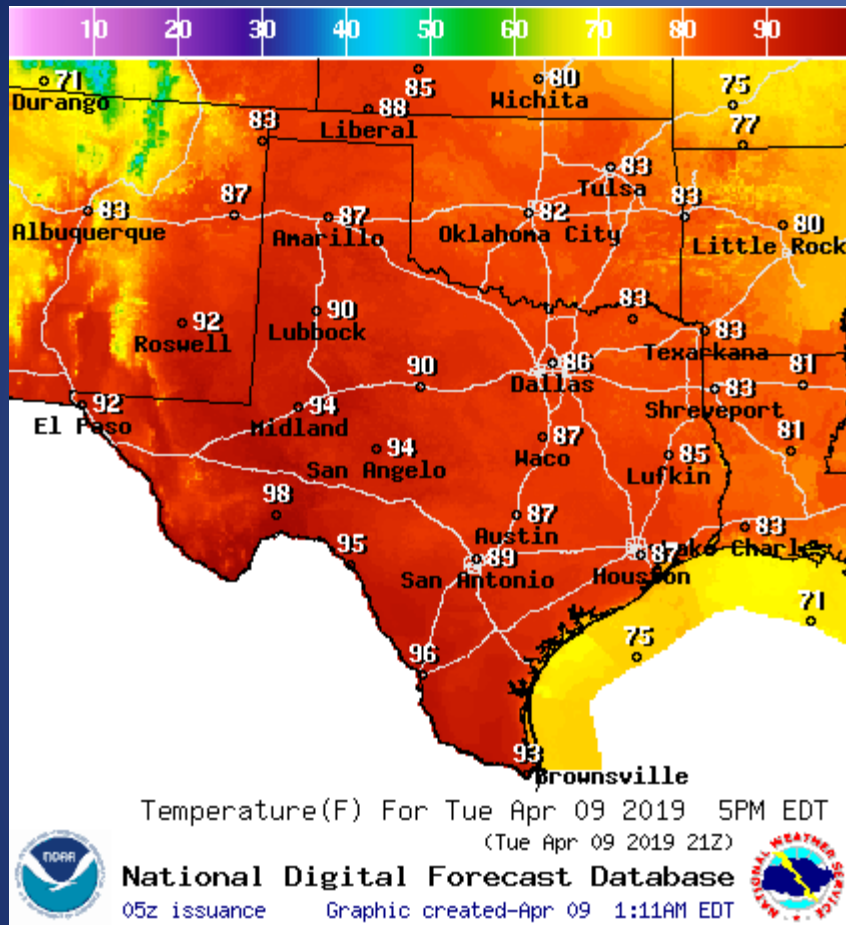 10 20 30 40 50 60 70 80 90
71
Durango
85
80
Wichita
75
88
Liberal
83
77
83
Tulsa
83
Albuquerque
87
87
Amarillo
82
Oklahoma City
83
80
Little Rock
92
Roswell
90
Lubbock
83
83
Texarkana
90
86
Dallas
83
Shreveport
81
92
El Paso
94
Midland
94
San Angelo
87
Waco
85
Lufkin
81
98
87
Austin
83
Lake Charles
95
89
San Antonio
87
Houston
71
75
96
93
Brownsville
Temperature(F) For Tue Apr 09 2019 5PM EDT
(Tue Apr 09 2019 21Z)
National Digital Forecast Database
05z issuance Graphic created-Apr 09 1:11AM EDT
NOAA
NATIONAL WEATHER SERVICE